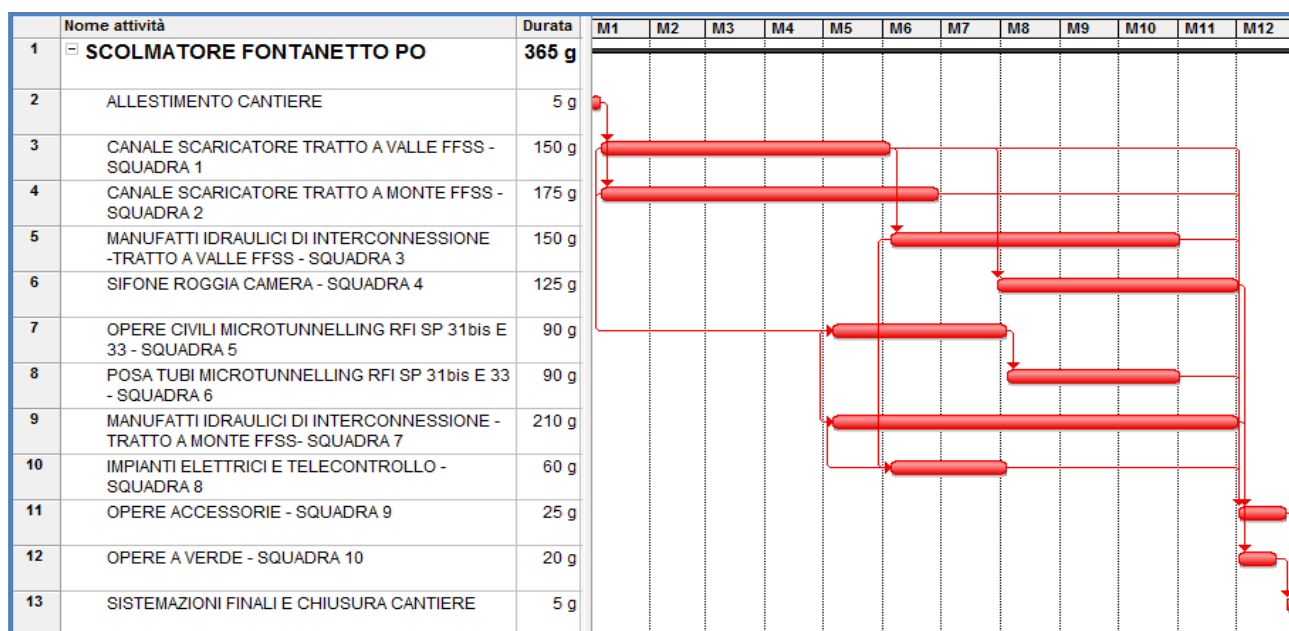 Nome attività Durata M1 M2 M3 M4 M5 M6 M7 M8 M9 M10 M11 M12
1 SCOLMATORE FONTANETTO PO 365 g
2 ALLESTIMENTO CANTIERE 5 g
3 CANALE SCARICATORE TRATTO A VALLE FFSS - 150 g
SQUADRA 1
4 CANALE SCARICATORE TRATTO A MONTE FFSS - 175 g
SQUADRA 2
5 MANUFATTI IDRAULICI DI INTERCONNESSIONE 150 g
-TRATTO A VALLE FFSS - SQUADRA 3
6 SIFONE ROGGIA CAMERA - SQUADRA 4 125 g
7 OPERE CIVILI MICROTUNNELLING RFI SP 31bis E 90 g
33 - SQUADRA 5
8 POSA TUBI MICROTUNNELLING RFI SP 31bis E 33 90 g
- SQUADRA 6
9 MANUFATTI IDRAULICI DI INTERCONNESSIONE - 210 g
TRATTO A MONTE FFSS- SQUADRA 7
10 IMPIANTI ELETTRICI E TELECONTROLLO - 60 g
SQUADRA 8
11 OPERE ACCESSORIE - SQUADRA 9 25 g
12 OPERE A VERDE - SQUADRA 10 20 g
13 SISTEMAZIONI FINALI E CHIUSURA CANTIERE 5 g